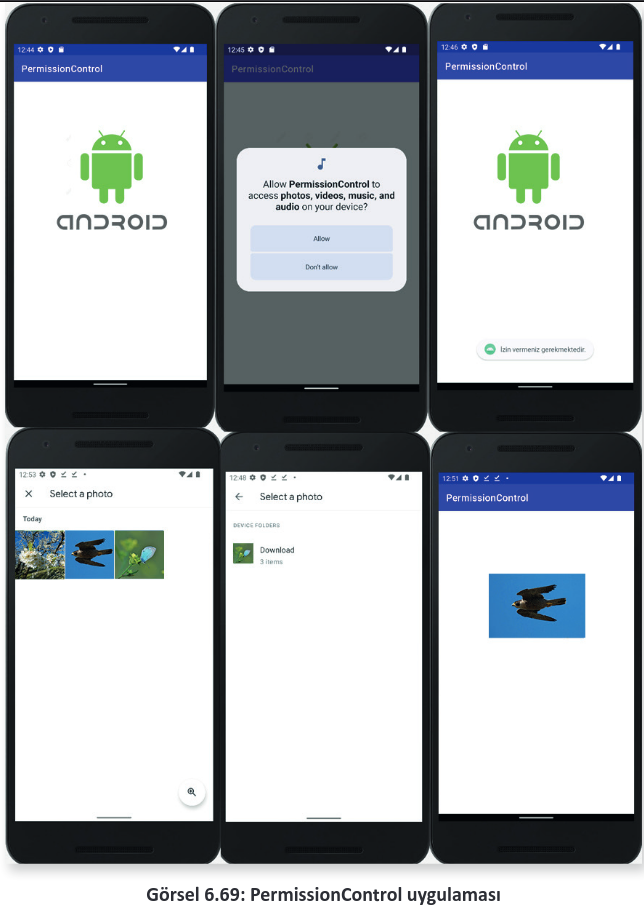 12:44
PermissionControl
ANDROID
12:45
PermissionControl
Allow PermissionControl to
access photos, videos, music, and
audio on your device?
Allow
Don't allow
12:46
PermissionControl
ANDROID
İzin vermeniz gerekmektedir.
12:53
Select a photo
Today
12:48
Select a photo
DEVICE FOLDERS
Download
3 items
12:51
PermissionControl
Görsel 6.69: PermissionControl uygulaması